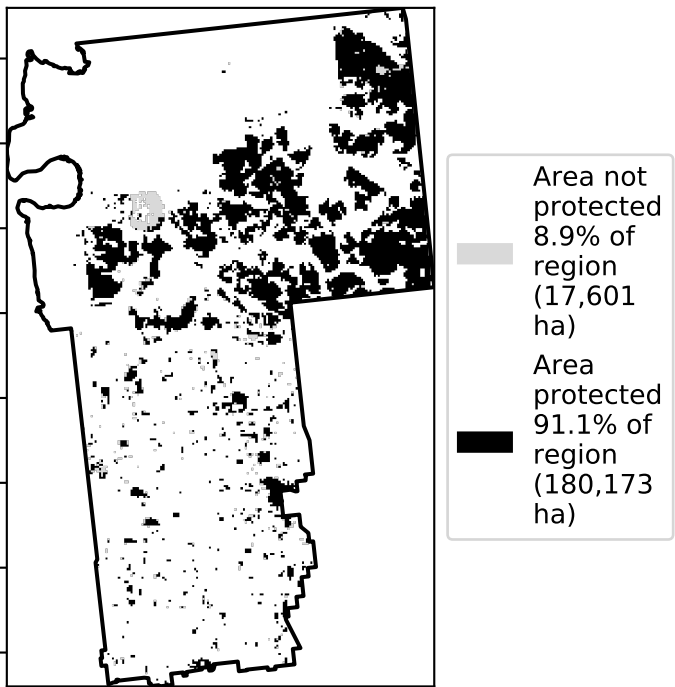 Area not
protected
8.9% of
region
(17,601
ha)
Area
protected
91.1% of
region
(180,173
ha)